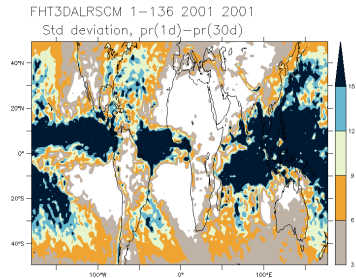 FHT3DALRSCM 1-136 2001 2001
Std deviation, pr(1d)-pr(30d)
40°N
20°N
0°
20°S
40°S
100°W
0°
100°E
15
12
9
6
3